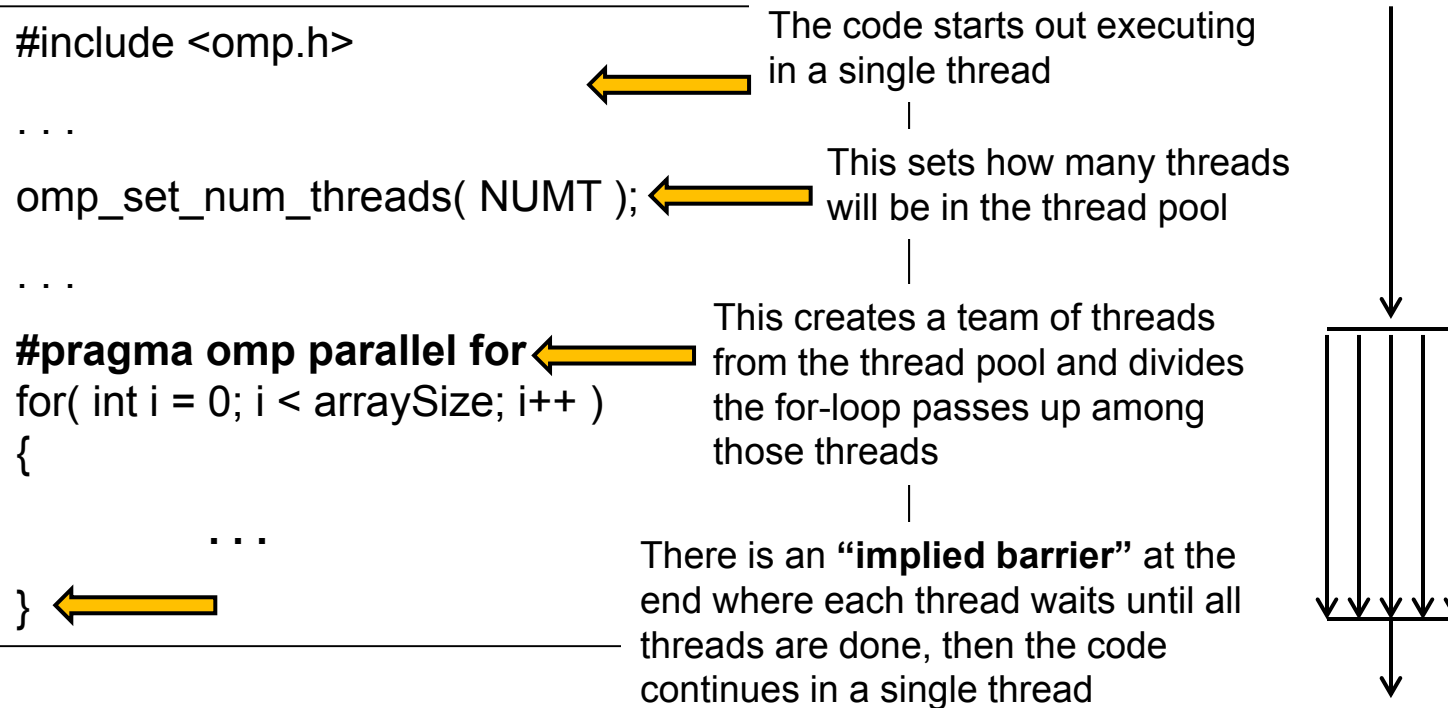 #include <omp.h>
The code starts out executing
in a single thread
. . .
omp_set_num_threads( NUMT );
This sets how many threads
will be in the thread pool
. . .
#pragma omp parallel for
for( int i = 0; i < arraySize; i++ )
{
This creates a team of threads
from the thread pool and divides
the for-loop passes up among
those threads
. . .
}
There is an “implied barrier” at the
end where each thread waits until all
threads are done, then the code
continues in a single thread